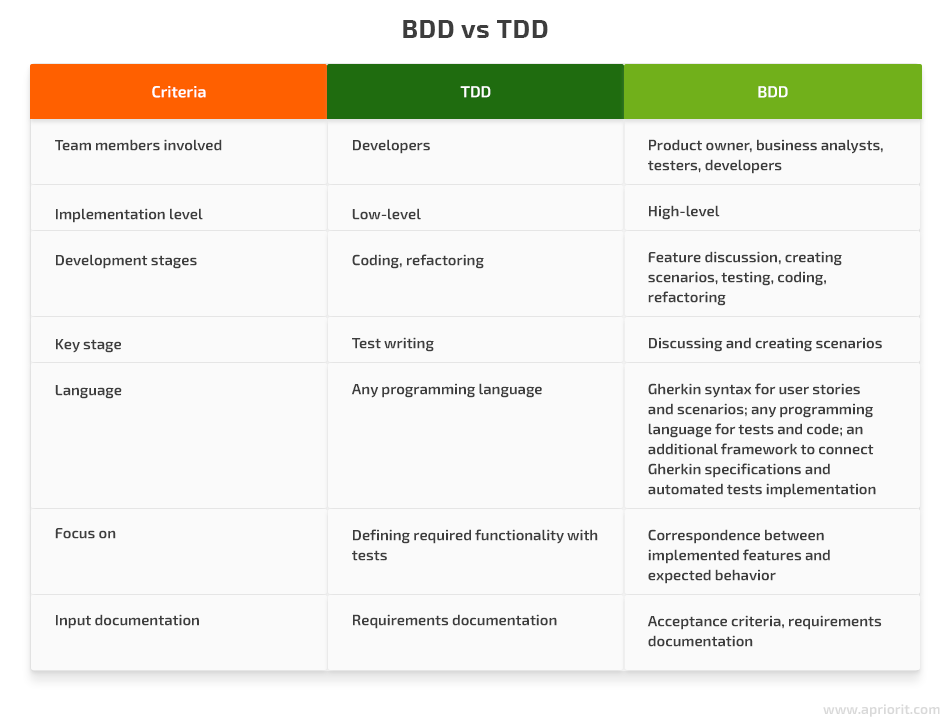 BDD vs TDD
Criteria
TDD
BDD
Team members involved
Developers
Product owner, business analysts,
testers, developers
Implementation level
Low-level
High-level
Development stages
Coding, refactoring
Feature discussion, creating
scenarios, testing, coding,
refactoring
Key stage
Test writing
Discussing and creating scenarios
Language
Any programming language
Gherkin syntax for user stories
and scenarios; any programming
language for tests and code; an
additional framework to connect
Gherkin specifications and
automated tests implementation
Focus on
Defining required functionality with
tests
Correspondence between
implemented features and
expected behavior
Input documentation
Requirements documentation
Acceptance criteria, requirements
documentation
www.apriorit.com